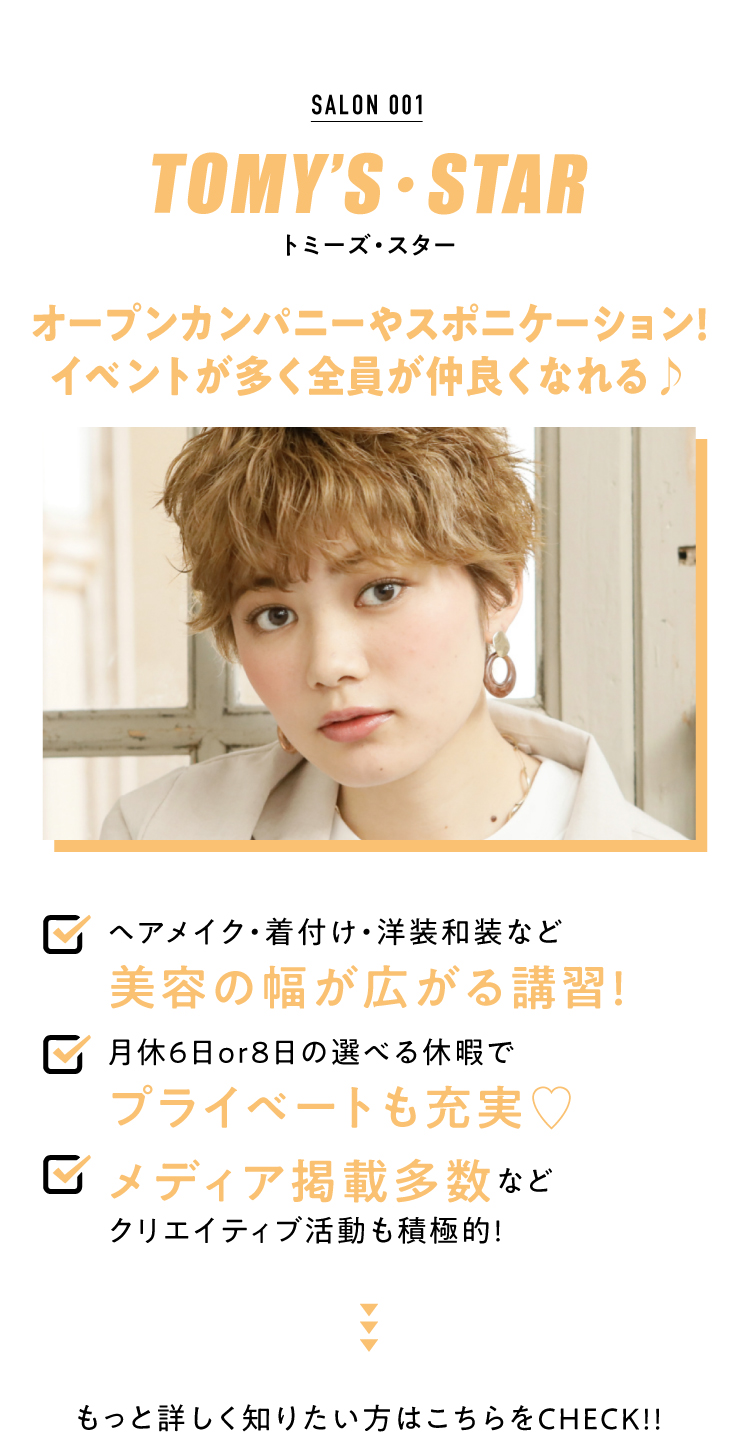 SALON 001
TOMY'S・STAR
トミーズ・スター
オープンカンパニーやスポニケーション!
イベントが多く全員が仲良くなれる♪
ヘアメイク・着付け・洋装和装など
美容の幅が広がる講習!
月休6日or8日の選べる休暇で
プライベートも充実♡
メディア掲載多数など
クリエイティブ活動も積極的!
もっと詳しく知りたい方はこちらをCHECK!!